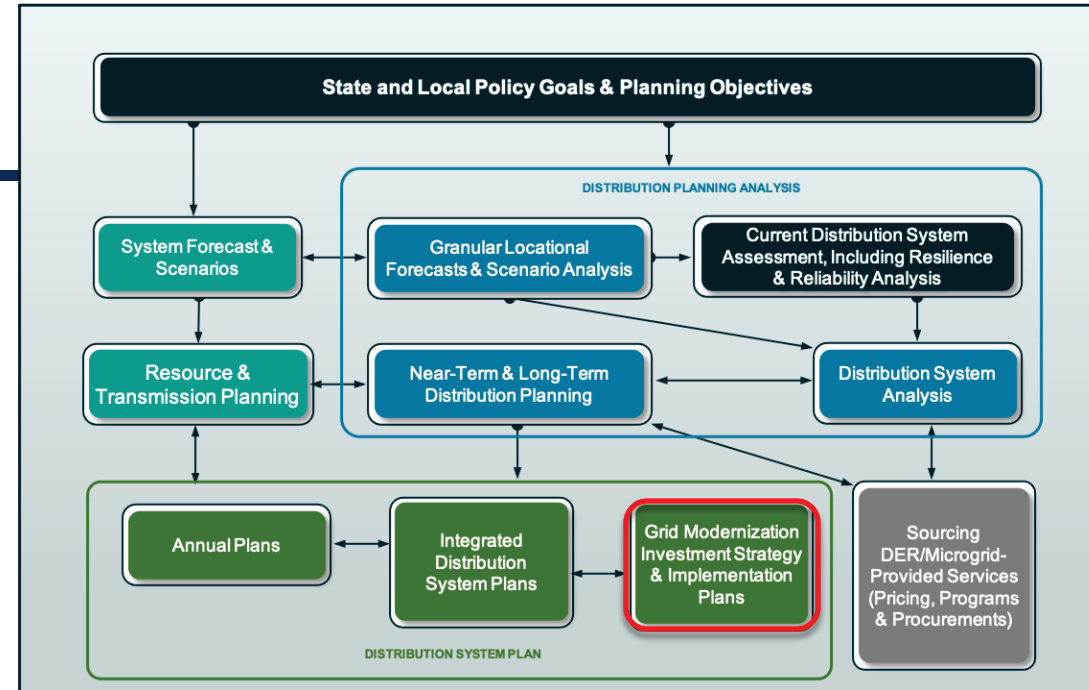 State and Local Policy Goals & Planning Objectives
DISTRIBUTION PLANNING ANALYSIS
System Forecast &
Scenarios
Granular Locational
Forecasts & Scenario Analysis
Current Distribution System
Assessment, Including Resilience
& Reliability Analysis
Resource &
Transmission Planning
Near-Term & Long-Term
Distribution Planning
Distribution System
Analysis
Annual Plans
Integrated
Distribution
System Plans
Grid Modernization
Investment Strategy
& Implementation
Plans
Sourcing
DER/Microgrid-
Provided Services
(Pricing, Programs
& Procurements)
DISTRIBUTION SYSTEM PLAN